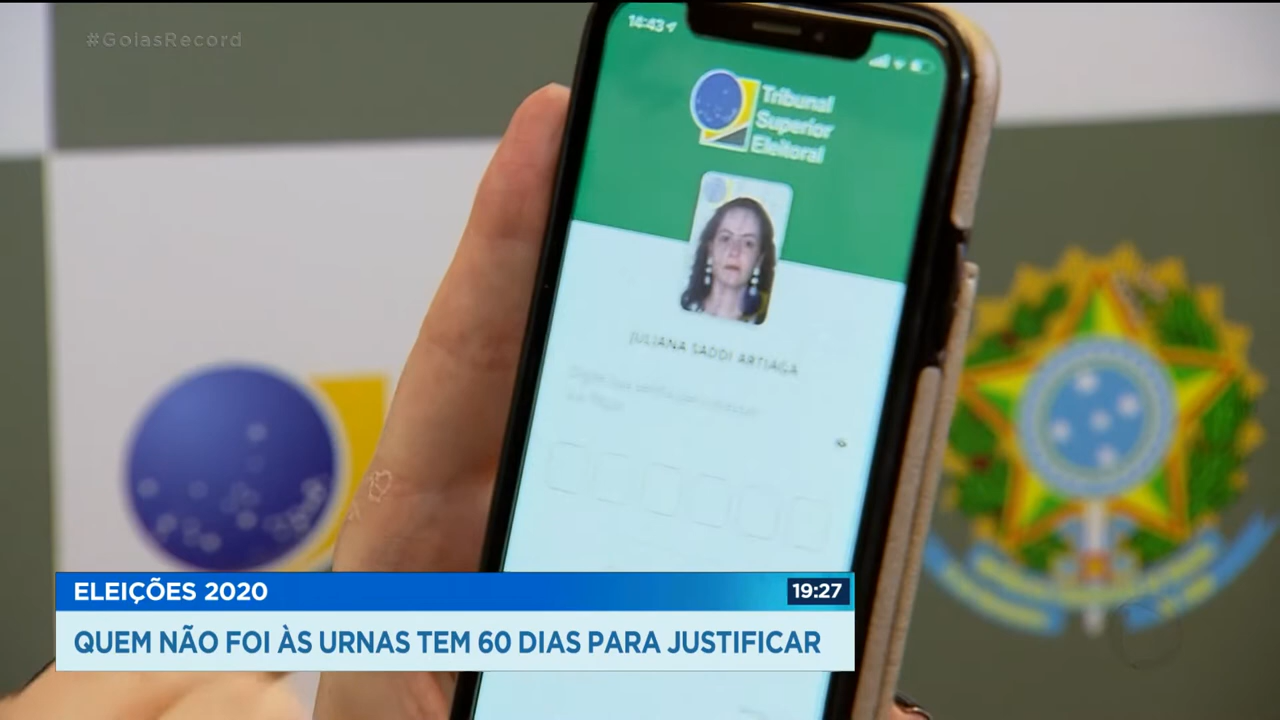 #GoiasRecord
14:43
Tribunal
Superior
Eleitoral
JULIANA SADDI ARTIAGA
ELEIÇÕES 2020
19:27
QUEM NÃO FOI ÀS URNAS TEM 60 DIAS PARA JUSTIFICAR